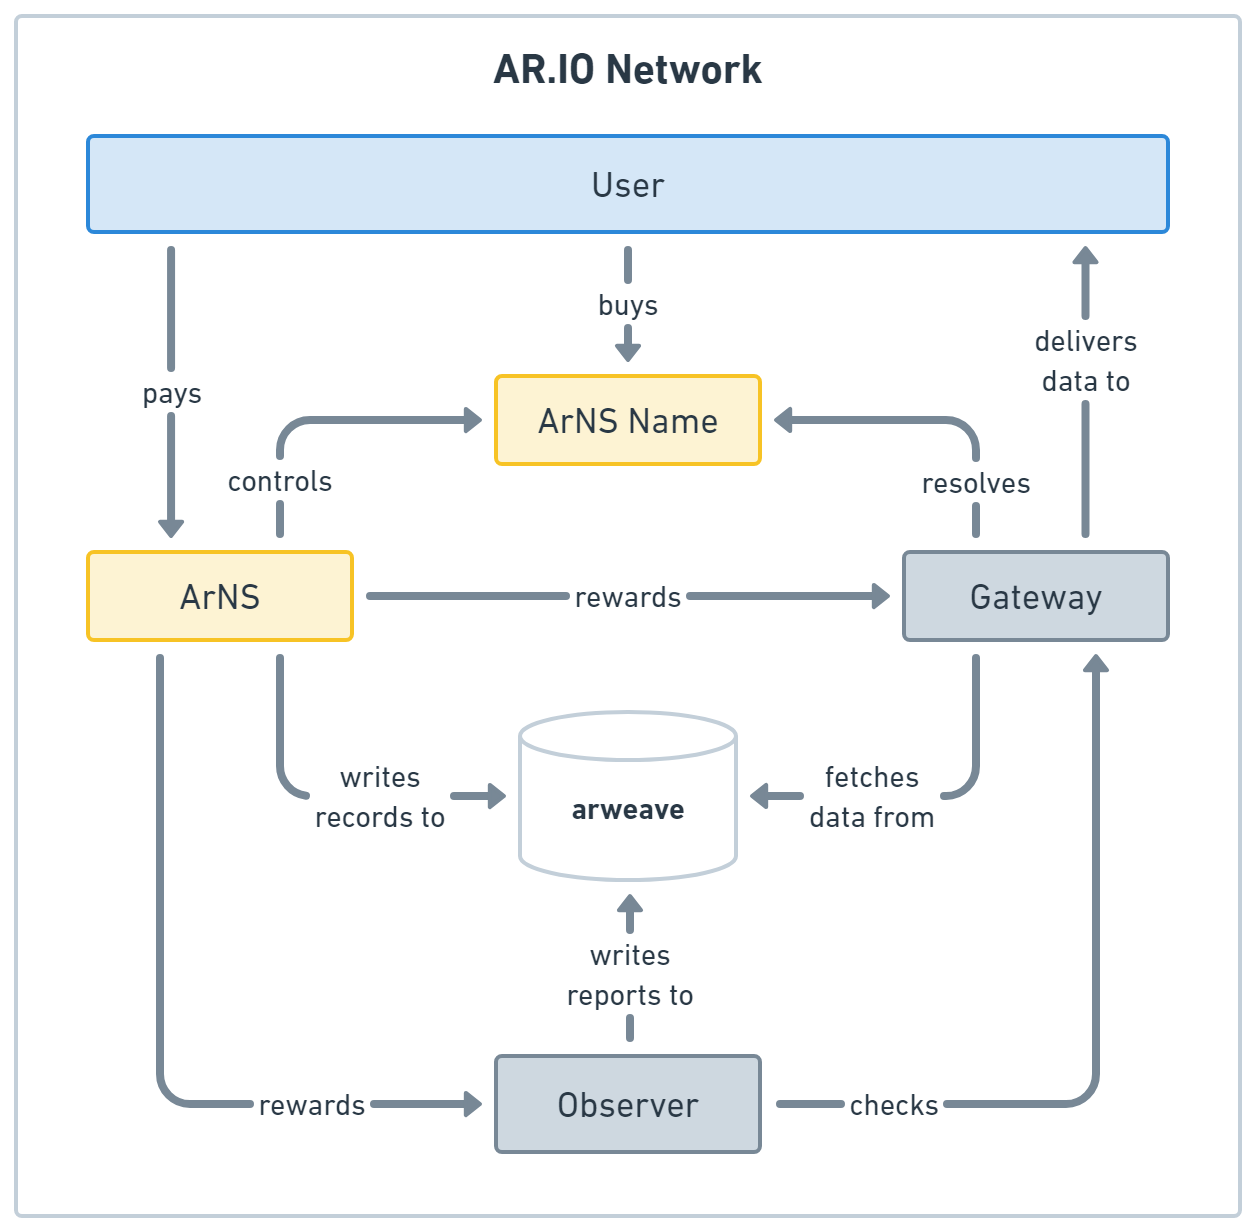 AR.IO Network
User
buys
delivers
data to
pays
ArNS Name
controls
resolves
ArNS
rewards
Gateway
writes
records to
arweave
fetches
data from
writes
reports to
rewards
Observer
checks